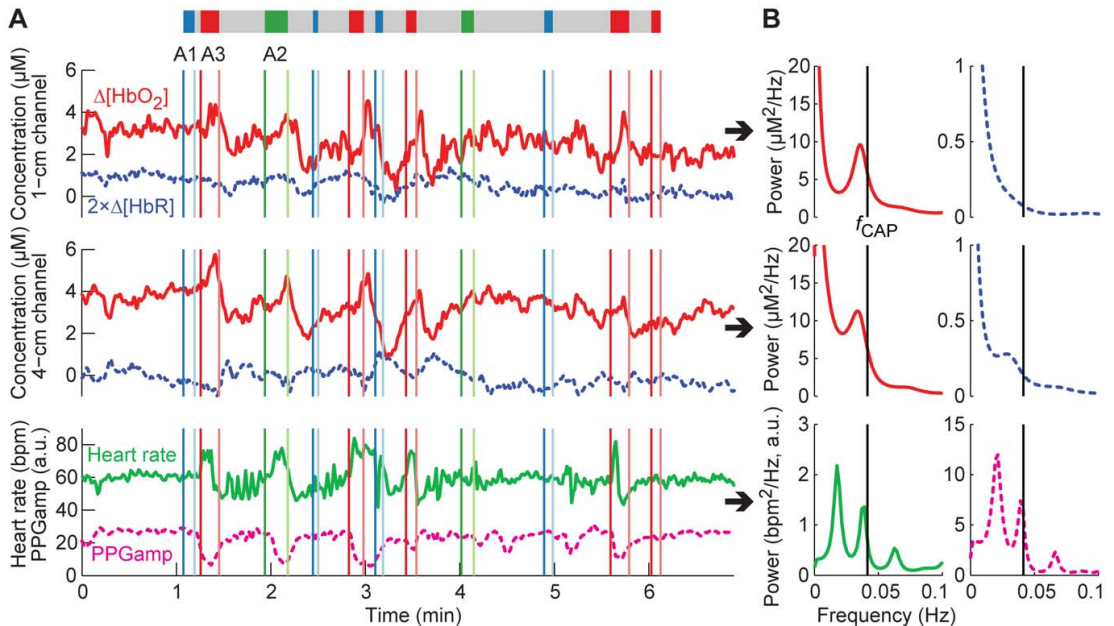 A
B
A1 A3 A2
Concentration (μM)
1−cm channel
6
4
2
0
Δ[HbO2]
2×Δ[HbR]
Concentration (μM)
4−cm channel
6
4
2
0
Heart rate (bpm)
PPGamp (a.u.)
80
60
40
20
0
Heart rate
PPGamp
0 1 2 3 4 5 6
Time (min)
Power (μM2/Hz)
20
15
10
5
0
1
0.5
0
fCAP
Power (μM2/Hz)
20
15
10
5
0
1
0.5
0
Power (bpm2/Hz, a.u.)
3
2
1
0
15
10
5
0
0 0.05 0.1 0 0.05 0.1
Frequency (Hz)